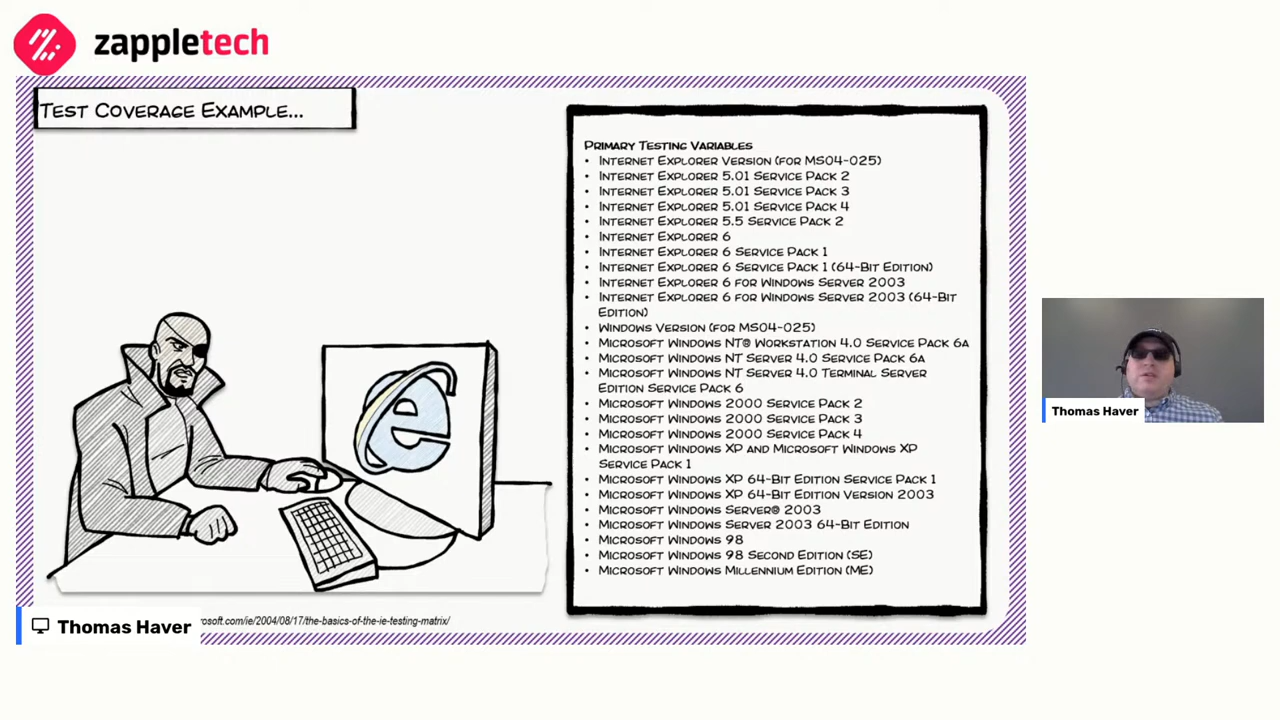 zappletech
Test Coverage Example...
Primary Testing Variables
• Internet Explorer Version (for MS04-025)
• Internet Explorer 5.01 Service Pack 2
• Internet Explorer 5.01 Service Pack 3
• Internet Explorer 5.01 Service Pack 4
• Internet Explorer 5.5 Service Pack 2
• Internet Explorer 6
• Internet Explorer 6 Service Pack 1
• Internet Explorer 6 Service Pack 1 (64-Bit Edition)
• Internet Explorer 6 for Windows Server 2003
• Internet Explorer 6 for Windows Server 2003 (64-Bit
Edition)
• Windows Version (for MS04-025)
• Microsoft Windows NT® Workstation 4.0 Service Pack 6a
• Microsoft Windows NT Server 4.0 Service Pack 6a
• Microsoft Windows NT Server 4.0 Terminal Server
Edition Service Pack 6
• Microsoft Windows 2000 Service Pack 2
• Microsoft Windows 2000 Service Pack 3
• Microsoft Windows 2000 Service Pack 4
• Microsoft Windows XP and Microsoft Windows XP
Service Pack 1
• Microsoft Windows XP 64-Bit Edition Service Pack 1
• Microsoft Windows XP 64-Bit Edition Version 2003
• Microsoft Windows Server® 2003
• Microsoft Windows Server 2003 64-Bit Edition
• Microsoft Windows 98
• Microsoft Windows 98 Second Edition (SE)
• Microsoft Windows Millennium Edition (ME)
rosoft.com/ie/2004/08/17/the-basics-of-the-ie-testing-matrix/
Thomas Haver
Thomas Haver